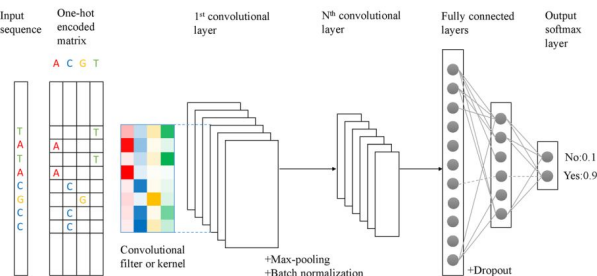 Input
sequence
One-hot
encoded
matrix
1st convolutional
layer
Nth convolutional
layer
Fully connected
layers
Output
softmax
layer
A C G T
T T
A A
T T
A A
C C
G G
C C
C C
No:0.1
Yes:0.9
Convolutional
filter or kernel
+Max-pooling
+Batch normalization
+Dropout